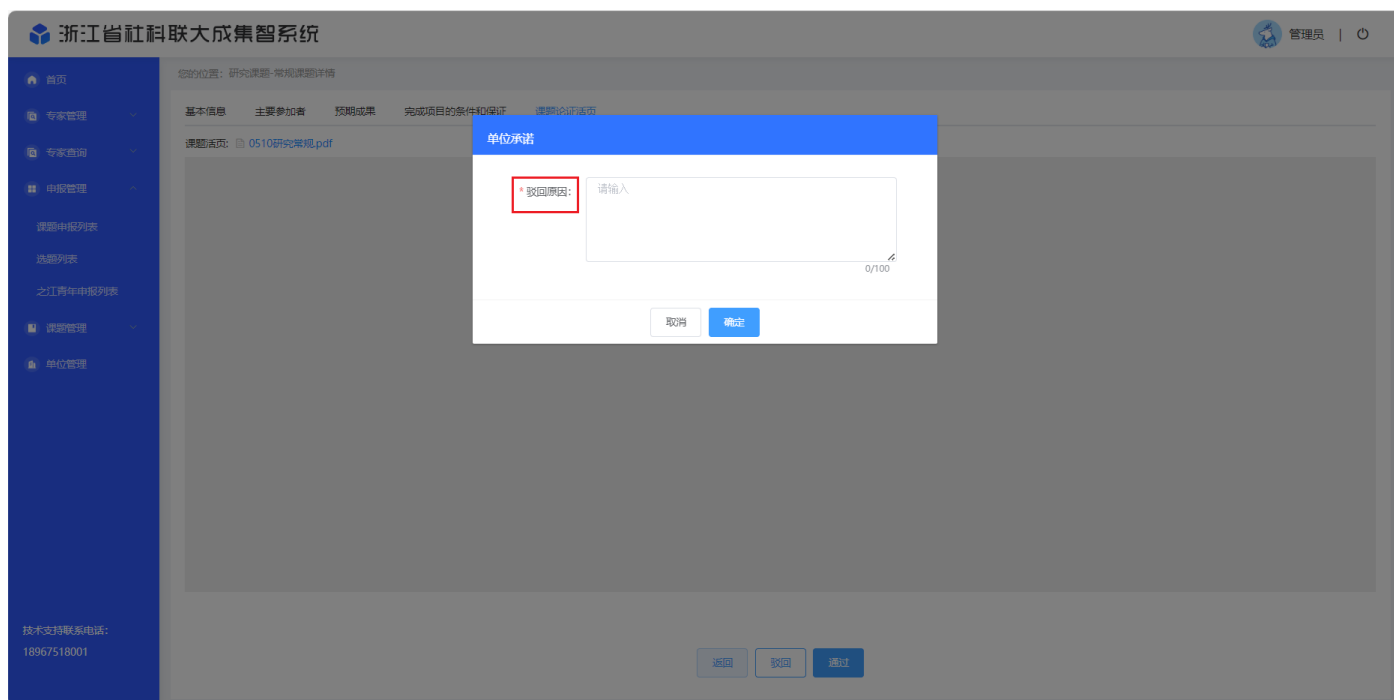 浙江省社科联大成集智系统
管理员 |
首页
专家管理
专家查询
申报管理
课题申报列表
选题列表
之江青年申报列表
课题管理
单位管理
技术支持联系电话：
18967518001
您的位置：研究课题-常规课题详情
基本信息 主要参加者 预期成果 完成项目的条件和保证 课题论证活页
课题活页： 0510研究常规.pdf
单位承诺
* 驳回原因： 请输入
0/100
取消 确定
返回 驳回 通过